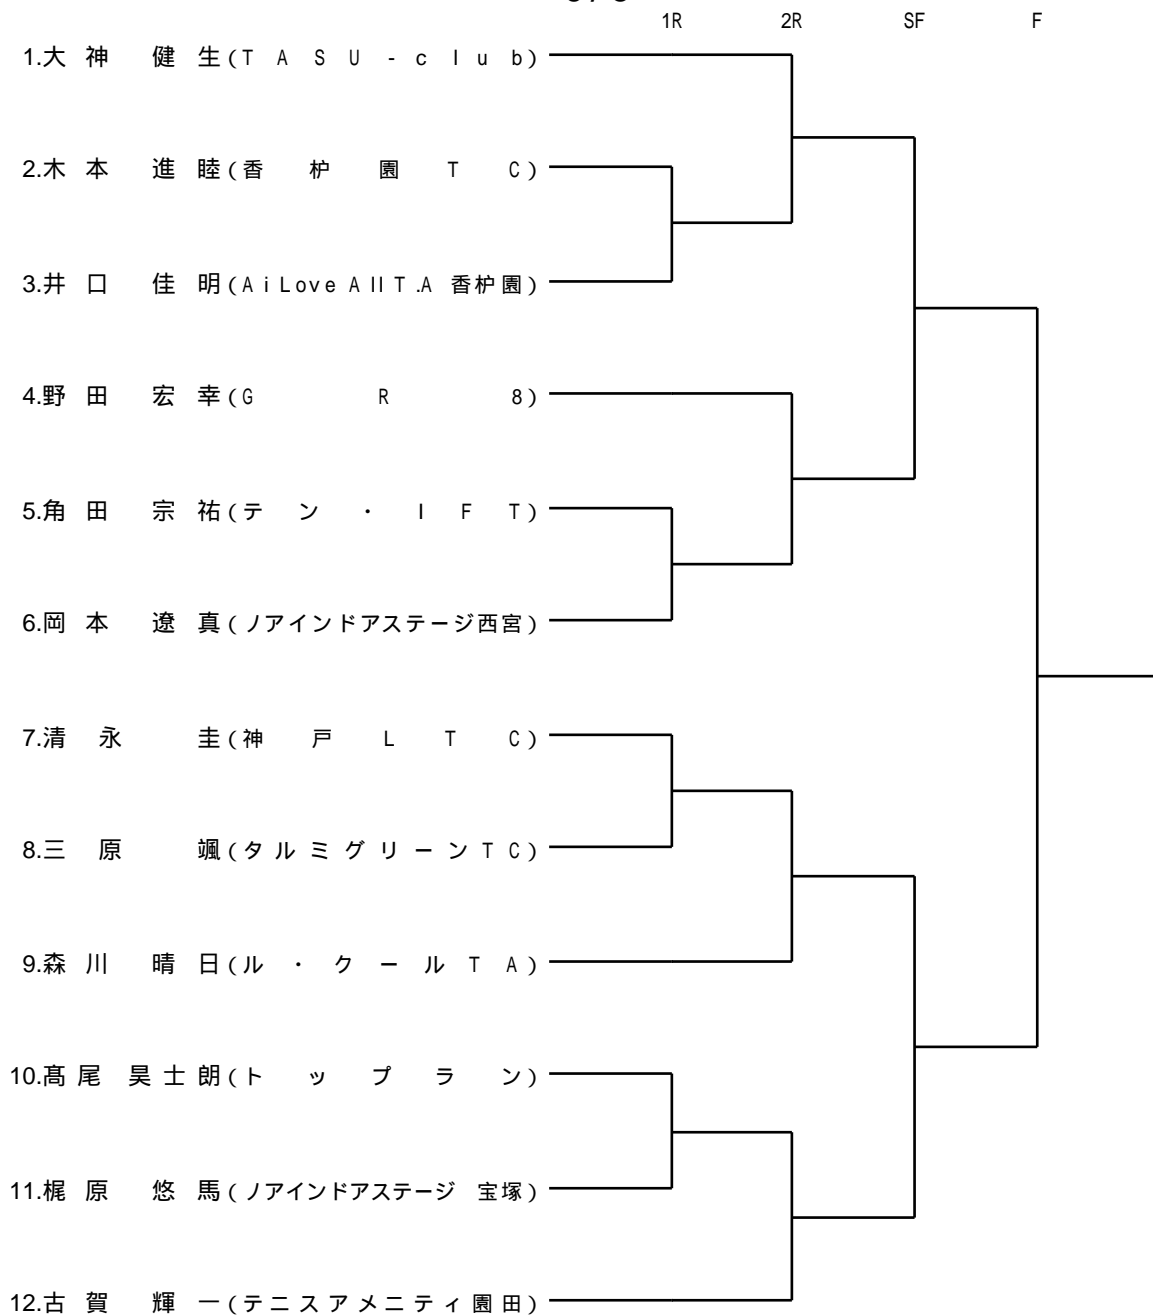 1R 2R SF F
1.大神 健生(TASU-club)
2.木本 進睦(香枦園TC)
3.井口 佳明(AiLove All T.A 香枦園)
4.野田 宏幸(GR8)
5.角田 宗祐(テン・IFT)
6.岡本 遼真(ノアインドアステージ西宮)
7.清永 圭(神戸LTC)
8.三原 颯(タルミグリーンTC)
9.森川 晴日(ル・クールTA)
10.髙尾 昊士朗(トップラン)
11.梶原 悠馬(ノアインドアステージ 宝塚)
12.古賀 輝一(テニスアメニティ園田)